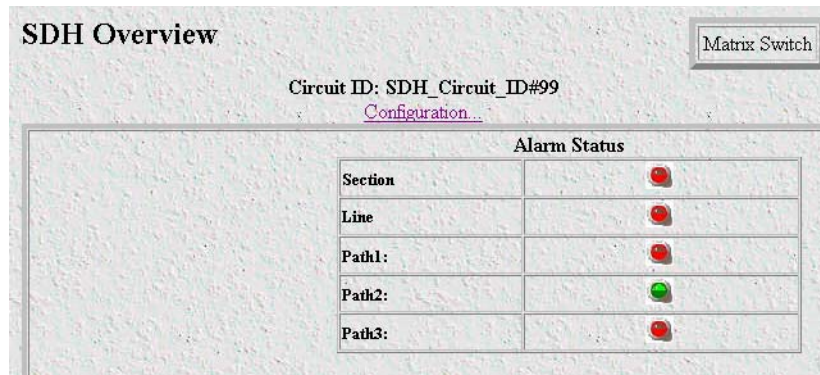 SDH Overview
Matrix Switch
Circuit ID: SDH_Circuit_ID#99
Configuration...
Alarm Status
Section
Line
Path1:
Path2:
Path3: